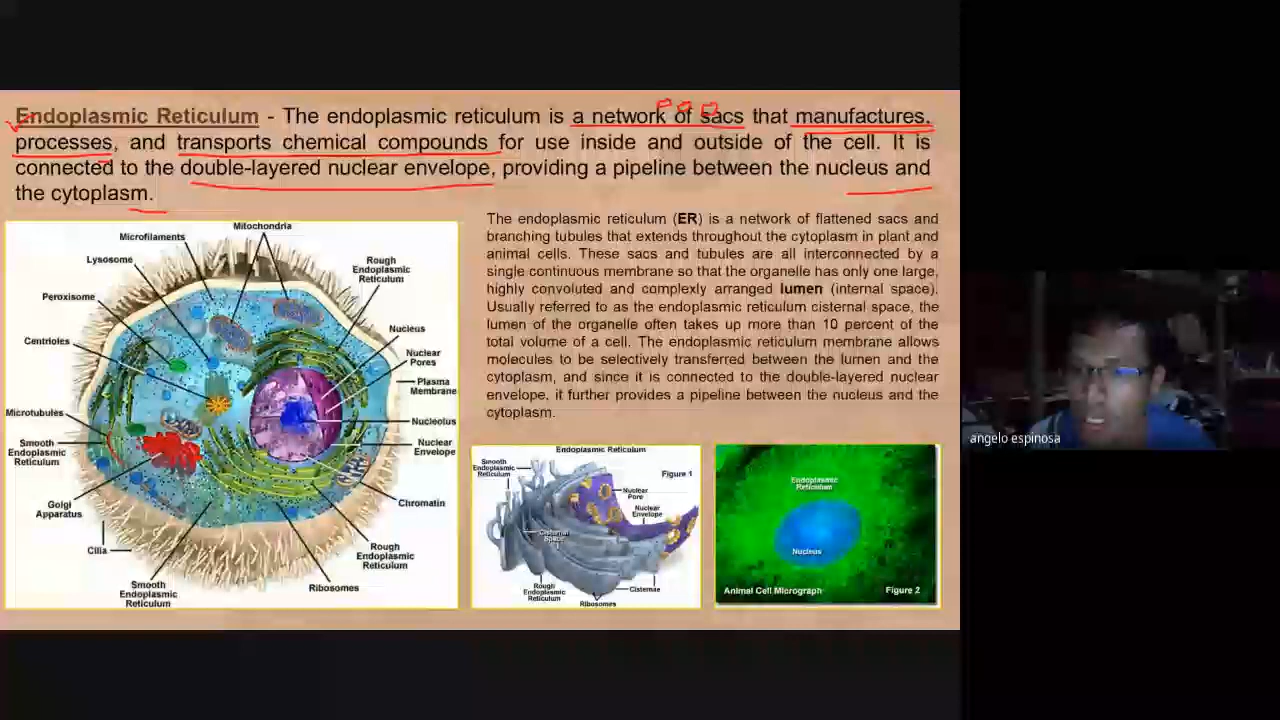 Endoplasmic Reticulum - The endoplasmic reticulum is a network of sacs that manufactures,
processes, and transports chemical compounds for use inside and outside of the cell. It is
connected to the double-layered nuclear envelope, providing a pipeline between the nucleus and
the cytoplasm.
Mitochondria
Microfilaments
Lysosome
Rough
Endoplasmic
Reticulum
Peroxisome
Nucleus
Centrioles
Nuclear
Pores
Plasma
Membrane
Microtubules
Nucleolus
Smooth
Endoplasmic
Reticulum
Nuclear
Envelope
Golgi
Apparatus
Chromatin
Cilia
Rough
Endoplasmic
Reticulum
Smooth
Endoplasmic
Reticulum
Ribosomes
The endoplasmic reticulum (ER) is a network of flattened sacs and
branching tubules that extends throughout the cytoplasm in plant and
animal cells. These sacs and tubules are all interconnected by a
single continuous membrane so that the organelle has only one large,
highly convoluted and complexly arranged lumen (internal space).
Usually referred to as the endoplasmic reticulum cisternal space, the
lumen of the organelle often takes up more than 10 percent of the
total volume of a cell. The endoplasmic reticulum membrane allows
molecules to be selectively transferred between the lumen and the
cytoplasm, and since it is connected to the double-layered nuclear
envelope, it further provides a pipeline between the nucleus and the
cytoplasm.
Endoplasmic Reticulum
Smooth
Endoplasmic
Reticulum
Figure 1
Nuclear
Pore
Nuclear
Envelope
Cisternal
Space
Rough
Endoplasmic
Reticulum
Cisternae
Ribosomes
Endoplasmic
Reticulum
Nucleus
Animal Cell Micrograph
Figure 2
angelo espinosa